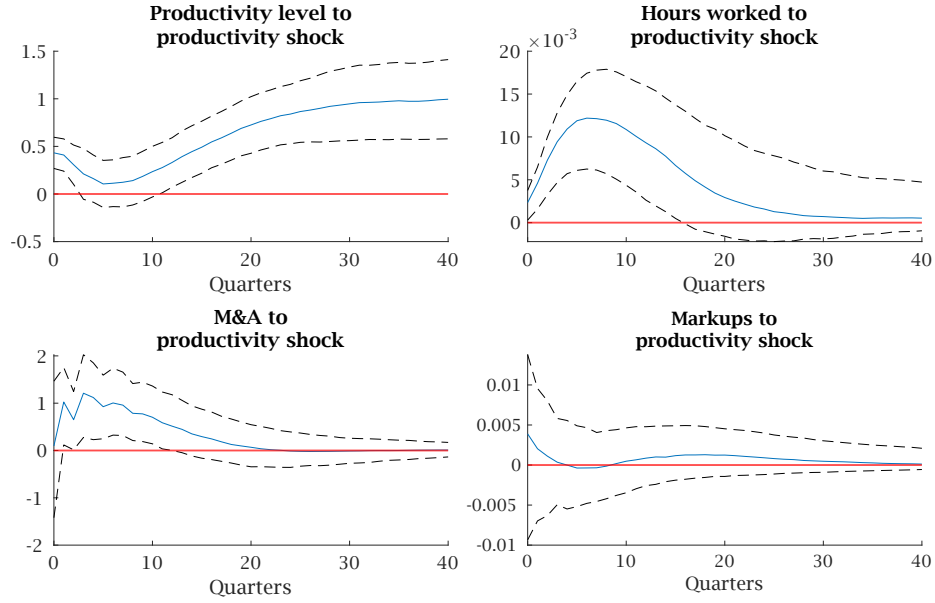 Productivity level to
productivity shock
1.5
1
0.5
0
-0.5
0 10 20 30 40
Quarters
Hours worked to
productivity shock
×10⁻³
20
15
10
5
0
0 10 20 30 40
Quarters
M&A to
productivity shock
2
1
0
-1
-2
0 10 20 30 40
Quarters
Markups to
productivity shock
0.01
0.005
0
-0.005
-0.01
0 10 20 30 40
Quarters